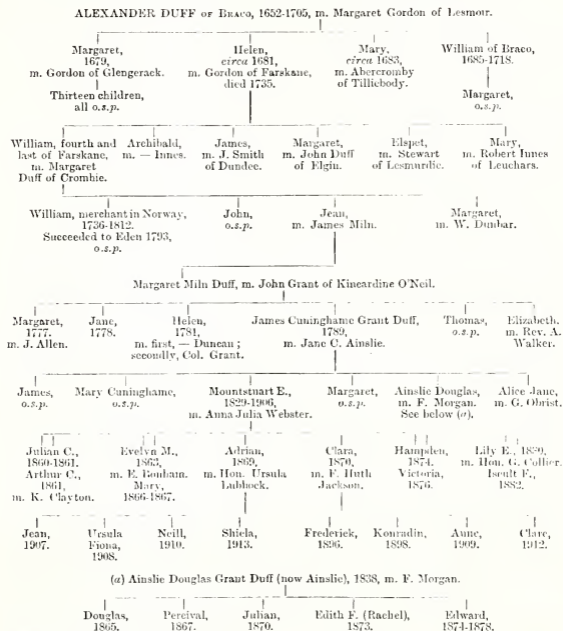 ALEXANDER DUFF OF BRACO, 1652-1705, m. Margaret Gordon of Lesmoir.
Margaret, Helen, Mary, William of Braco,
1679, circa 1681, circa 1683, 1685-1718.
m. Gordon of Glengerack. m. Gordon of Farskane, m. Abercromby
died 1735. of Tilliebody.
Thirteen children, Margaret,
all o.s.p. o.s.p.
William, fourth and Archibald, James, Margaret, Elspet, Mary,
last of Farskane, m. — Innes. m. J. Smith m. John Duff m. Stewart m. Robert Innes
m. Margaret of Dundee. of Elgin. of Lesmurdie. of Leuchars.
Duff of Crombie.
William, merchant in Norway, John, Jean, Margaret,
1736-1812. o.s.p. m. James Miln. m. W. Dunbar.
Succeeded to Eden 1793,
o.s.p.
Margaret Miln Duff, m. John Grant of Kincardine O'Neil.
Margaret, Jane, Helen, James Cuninghame Grant Duff, Thomas, Elizabeth.
1777. 1778. 1781, 1789, o.s.p. m. Rev. A.
m. J. Allen. m. first, — Duncan; m. Jane C. Ainslie. Walker.
secondly, Col. Grant.
James, Mary Cuninghame, Mountstuart E., Margaret, Ainslie Douglas, Alice Jane,
o.s.p. o.s.p. 1829-1906, o.s.p. m. F. Morgan. m. G. Obrist.
m. Anna Julia Webster. See below (a).
Julian C., Evelyn M., Adrian, Clara, Hampden, Lily E.,
1860-1861. 1863, 1869, 1870, 1874. m. Hon. G. Collier.
Arthur C., m. E. Bonham. m. Hon. Ursula m. F. Huth Victoria, Iseult F.,
1861, Mary, Lubbock. Jackson. 1876. 1882.
m. K. Clayton. 1866-1867.
Jean, Ursula Neill, Shiela, Frederick, Konradin, Anne, Clare,
1907. Fiona, 1910. 1913. 1896. 1898. 1909. 1912.
1908.
(a) Ainslie Douglas Grant Duff (now Ainslie), 1838, m. F. Morgan.
Douglas, Percival, Julian, Edith F. (Rachel), Edward,
1865. 1867. 1870. 1873. 1874-1878.